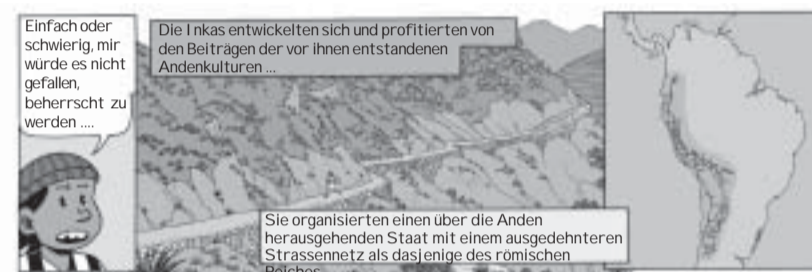 Einfach oder
schwierig, mir
würde es nicht
gefallen,
beherrscht zu
werden ....
Die Inkas entwickelten sich und profitierten von
den Beiträgen der vor ihnen entstandenen
Andenkulturen ...
Sie organisierten einen über die Anden
herausgehenden Staat mit einem ausgedehnteren
Strassennetz als dasjenige des römischen
Reiches